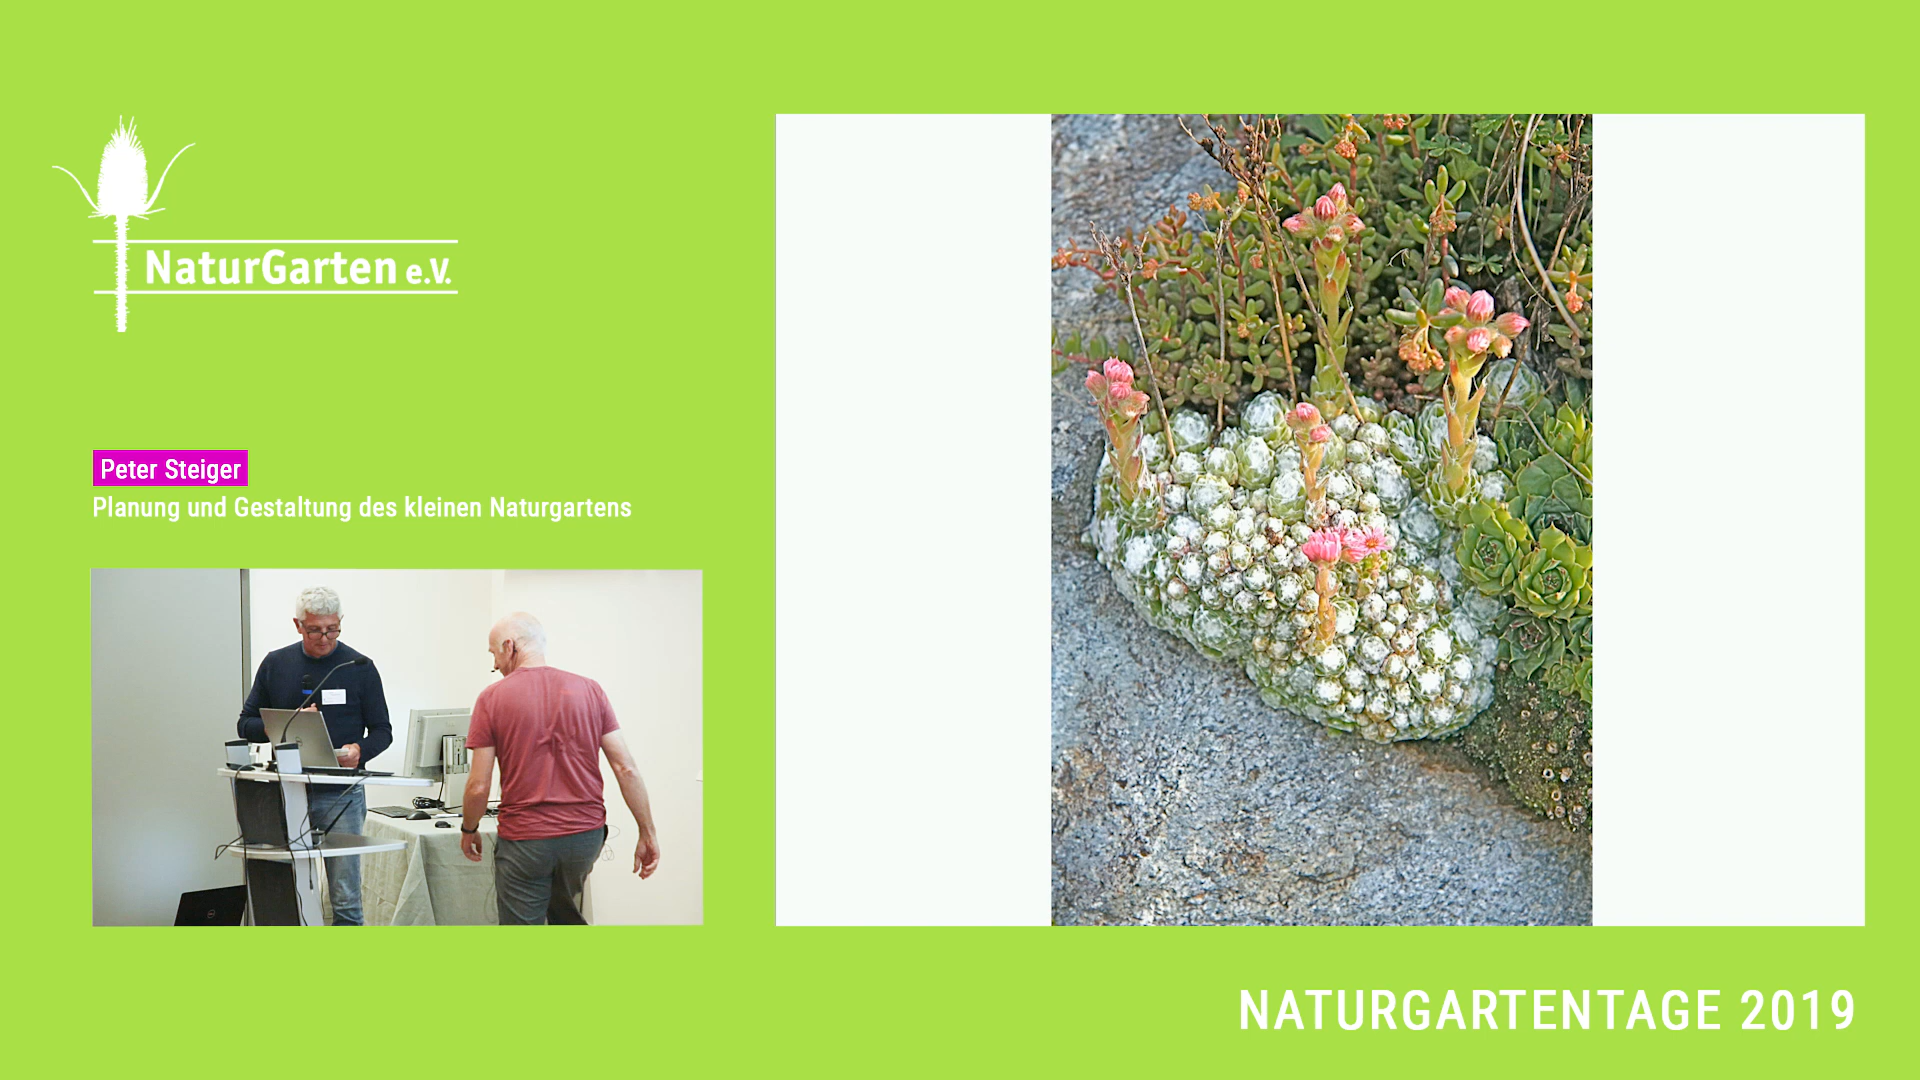 NaturGarten e.V.
Peter Steiger
Planung und Gestaltung des kleinen Naturgartens
NATURGARTENTAGE 2019